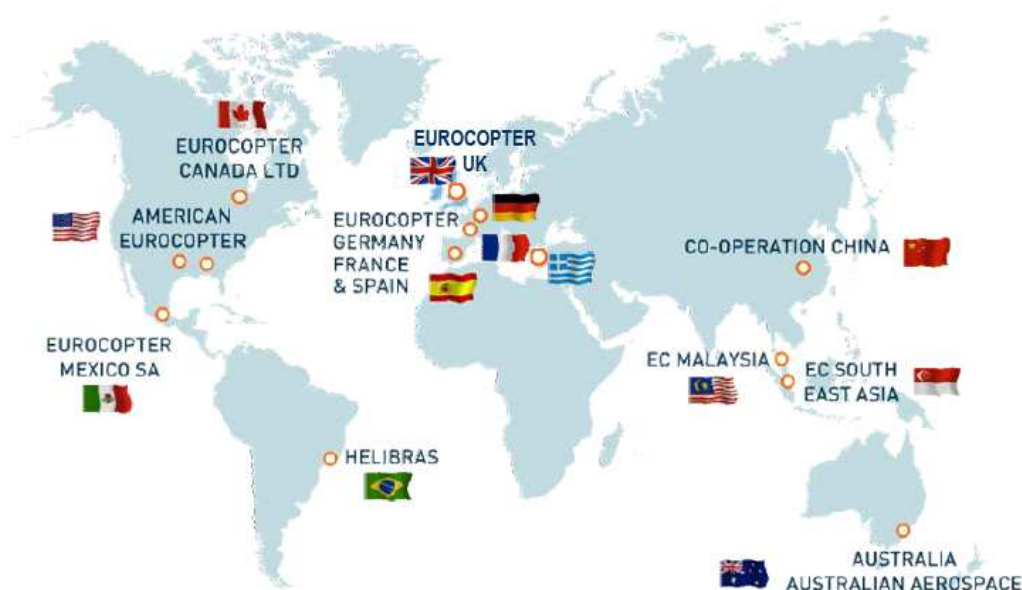 EUROCOPTER
CANADA LTD
AMERICAN
EUROCOPTER
EUROCOPTER
MEXICO SA
HELIBRAS
EUROCOPTER
UK
EUROCOPTER
GERMANY
FRANCE
& SPAIN
CO-OPERATION CHINA
EC MALAYSIA
EC SOUTH
EAST ASIA
AUSTRALIA
AUSTRALIAN AEROSPACE